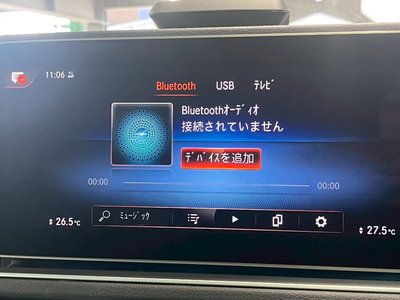 11:06
Bluetooth USB ﾃﾚﾋﾞ
Bluetoothｵｰﾃﾞｨｵ
接続されていません
ﾃﾞﾊﾞｲｽを追加
00:00 00:00
26.5℃ ﾐｭｰｼﾞｯｸ 27.5℃